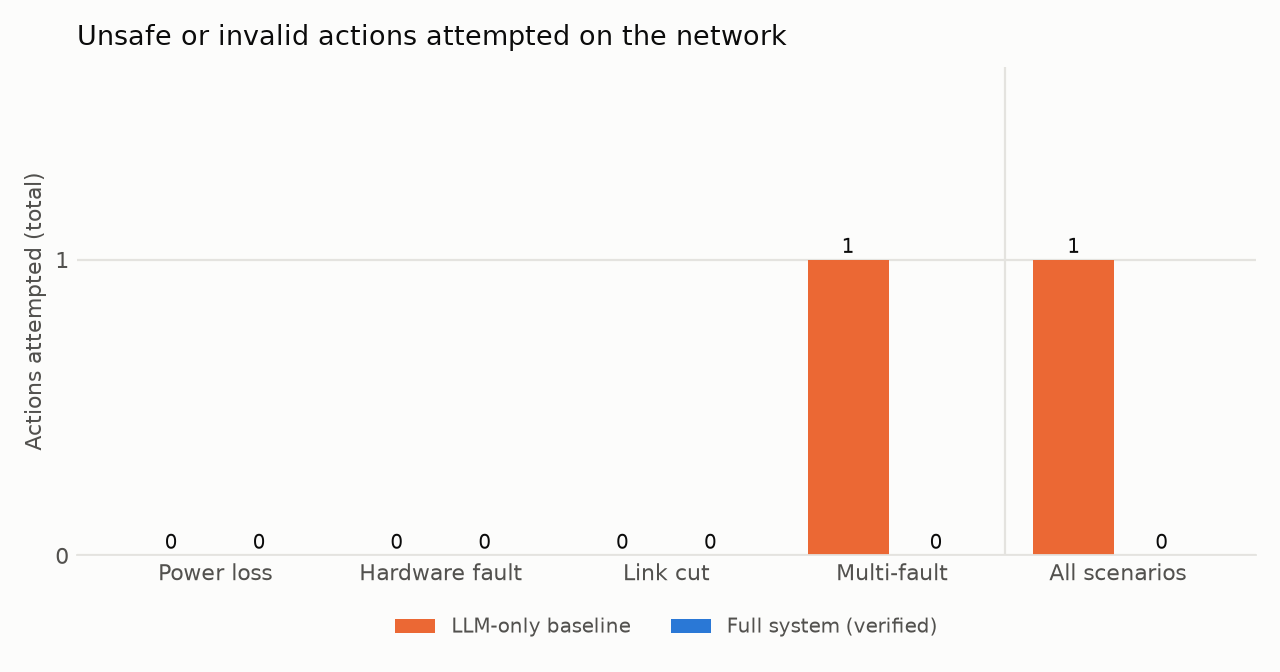 Unsafe or invalid actions attempted on the network
Actions attempted (total)
1
0
0 0 0 0 0 0 1 0 1 0
Power loss Hardware fault Link cut Multi-fault All scenarios
LLM-only baseline Full system (verified)